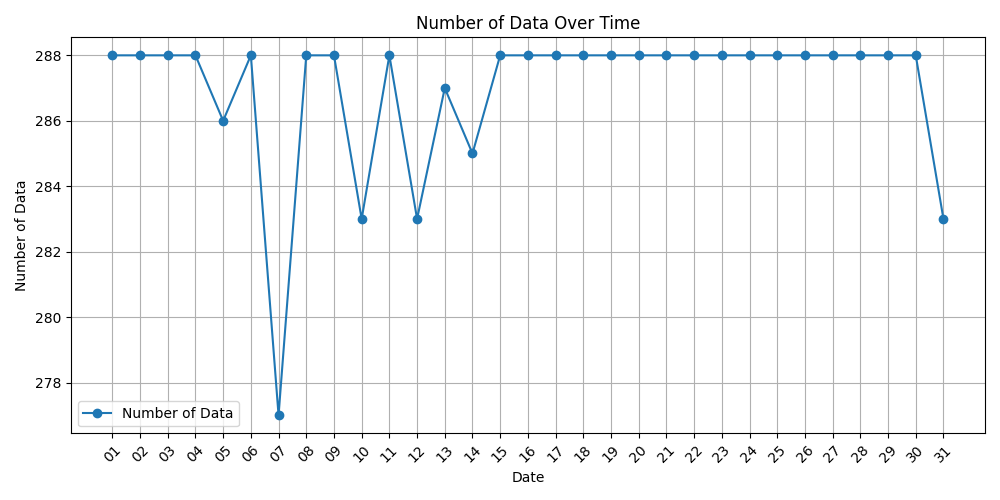 Number of Data Over Time
Number of Data
288
286
284
282
280
278
Number of Data
01 02 03 04 05 06 07 08 09 10 11 12 13 14 15 16 17 18 19 20 21 22 23 24 25 26 27 28 29 30 31
Date